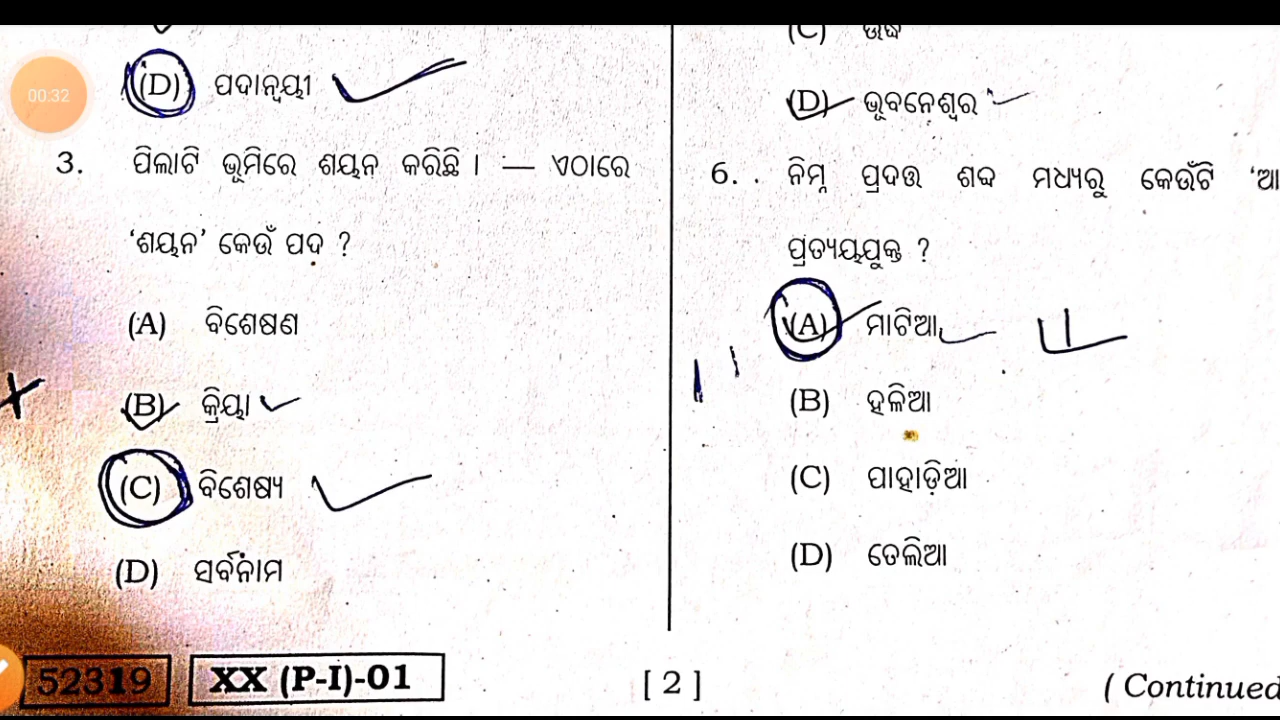 00:32
(D) ପଦାନ୍ୱୟୀ
3. ପିଲାଟି ଭୂମିରେ ଶୟନ କରିଛି । — ଏଠାରେ
‘ଶୟନ’ କେଉଁ ପଦ ?
(A) ବିଶେଷଣ
(B) କ୍ରିୟା
(C) ବିଶେଷ୍ୟ
(D) ସର୍ବନାମ
(C)
(D) ଭୂବନେଶ୍ୱର
6. ନିମ୍ନ ପ୍ରଦତ୍ତ ଶବ୍ଦ ମଧ୍ୟରୁ କେଉଁଟି ‘ଆ
ପ୍ରତ୍ୟୟଯୁକ୍ତ ?
(A) ମାଟିଆ
(B) ହଳିଆ
(C) ପାହାଡ଼ିଆ
(D) ତେଲିଆ
52319 XX (P-I)-01 [ 2 ] ( Continued